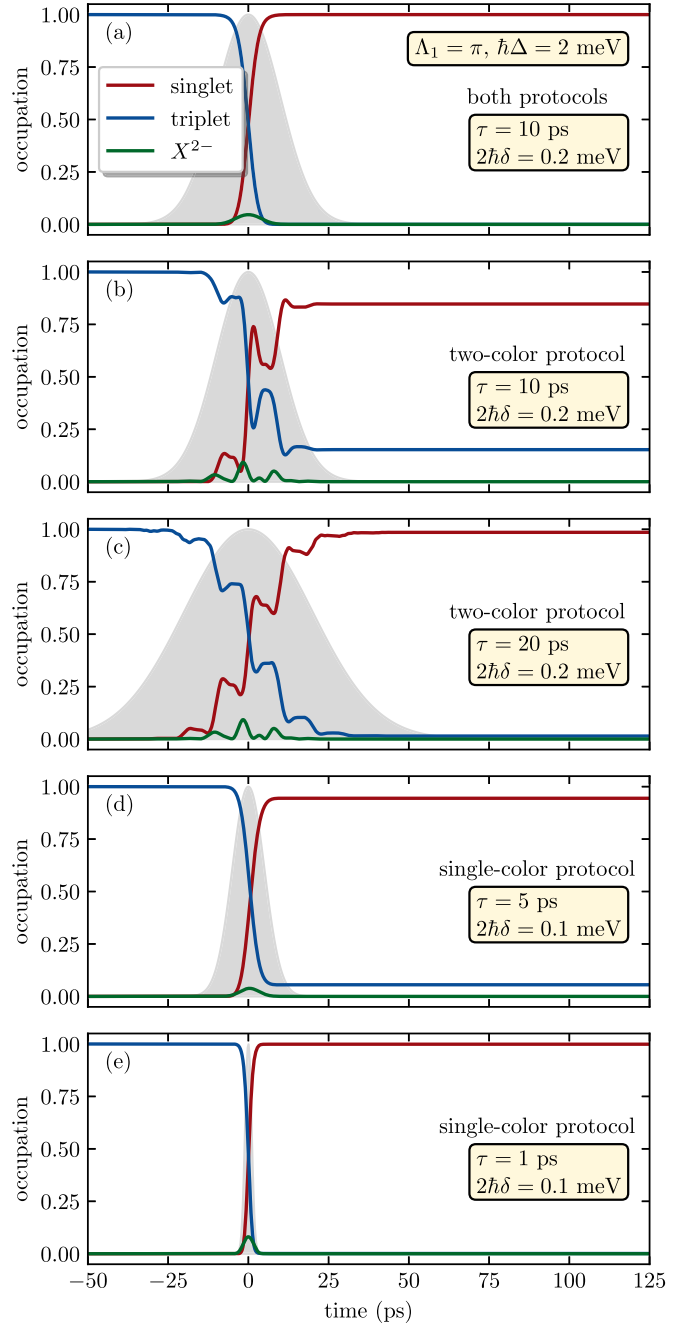 (a)
Λ₁ = π, ℏΔ = 2 meV
singlet
triplet
X²⁻
both protocols
τ = 10 ps
2ℏδ = 0.2 meV
occupation
1.00
0.75
0.50
0.25
0.00
(b)
two-color protocol
τ = 10 ps
2ℏδ = 0.2 meV
occupation
1.00
0.75
0.50
0.25
0.00
(c)
two-color protocol
τ = 20 ps
2ℏδ = 0.2 meV
occupation
1.00
0.75
0.50
0.25
0.00
(d)
single-color protocol
τ = 5 ps
2ℏδ = 0.1 meV
occupation
1.00
0.75
0.50
0.25
0.00
(e)
single-color protocol
τ = 1 ps
2ℏδ = 0.1 meV
occupation
1.00
0.75
0.50
0.25
0.00
−50 −25 0 25 50 75 100 125
time (ps)